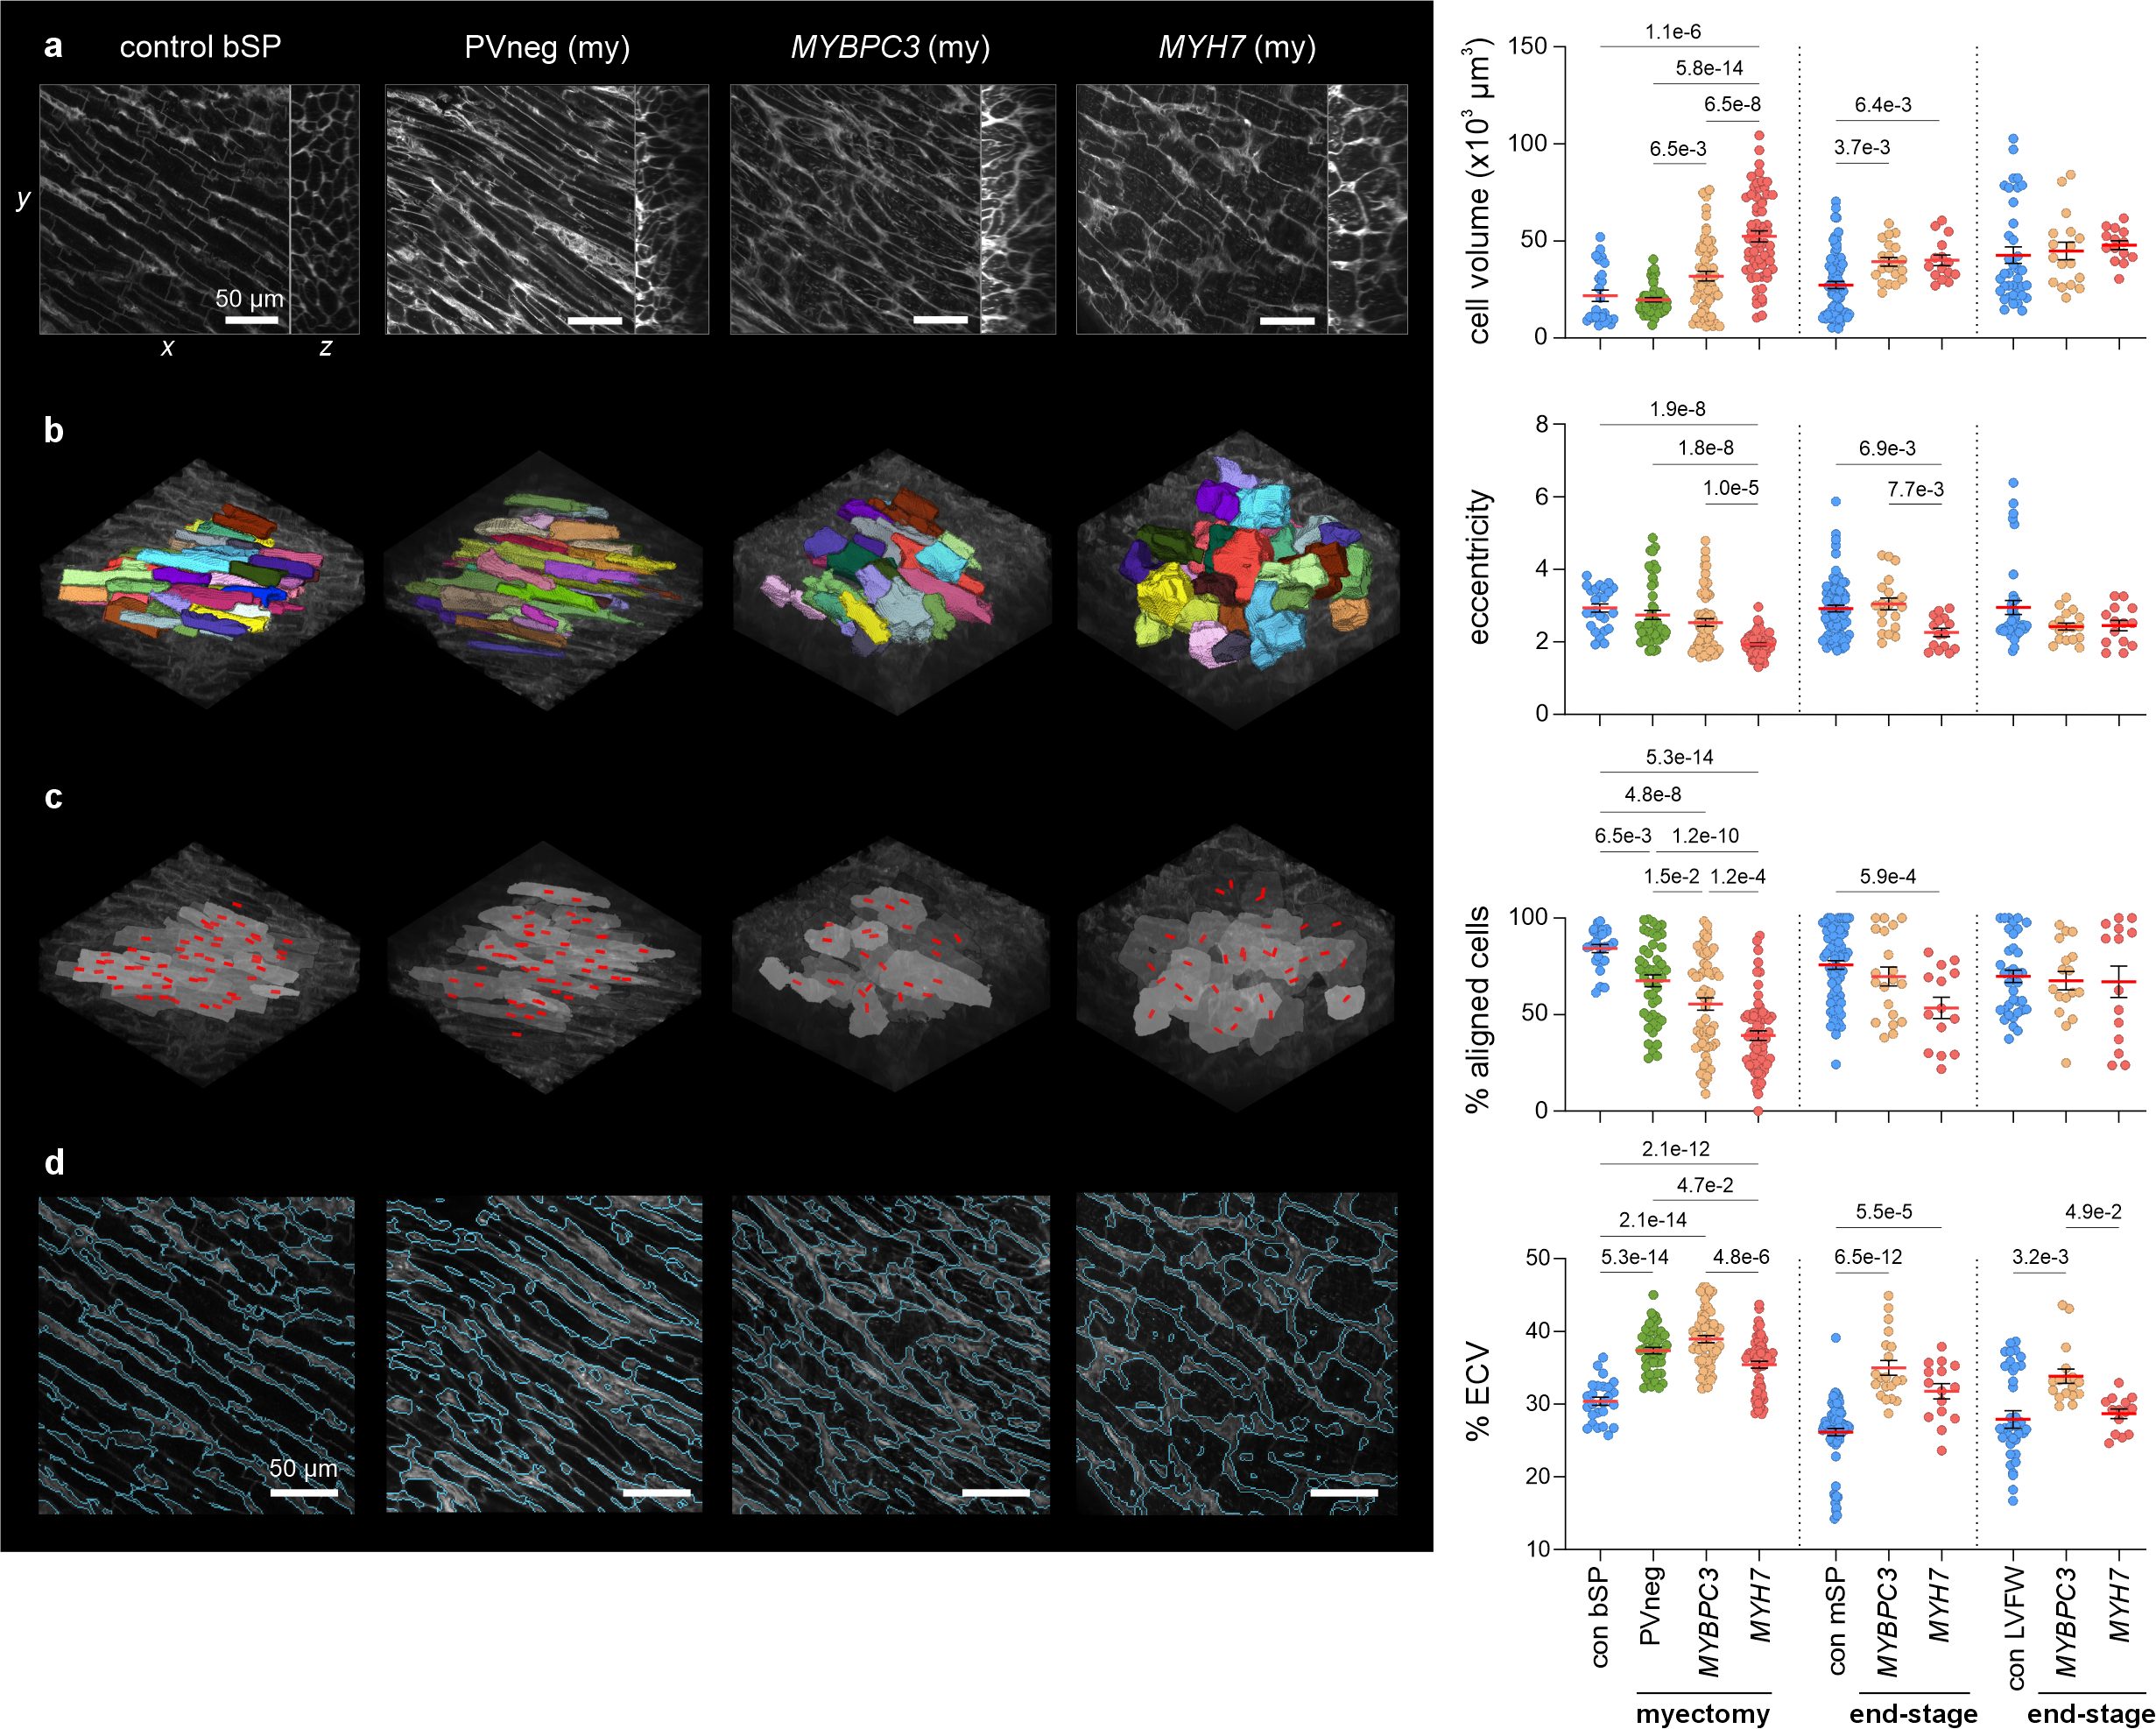 a control bSP PVneg (my) MYBPC3 (my) MYH7 (my)
y
50 µm
x z
b
c
d
50 µm
cell volume (x10³ µm³)
150
100
50
0
1.1e-6
5.8e-14
6.5e-8
6.5e-3
6.4e-3
3.7e-3
eccentricity
8
6
4
2
0
1.9e-8
1.8e-8
1.0e-5
6.9e-3
7.7e-3
% aligned cells
100
50
0
5.3e-14
4.8e-8
6.5e-3 1.2e-10
1.5e-2 1.2e-4
5.9e-4
% ECV
50
40
30
20
10
2.1e-12
4.7e-2
2.1e-14
5.3e-14 4.8e-6
5.5e-5
6.5e-12
4.9e-2
3.2e-3
con bSP
PVneg
MYBPC3
MYH7
con mSP
MYBPC3
MYH7
con LVFW
MYBPC3
MYH7
myectomy end-stage end-stage